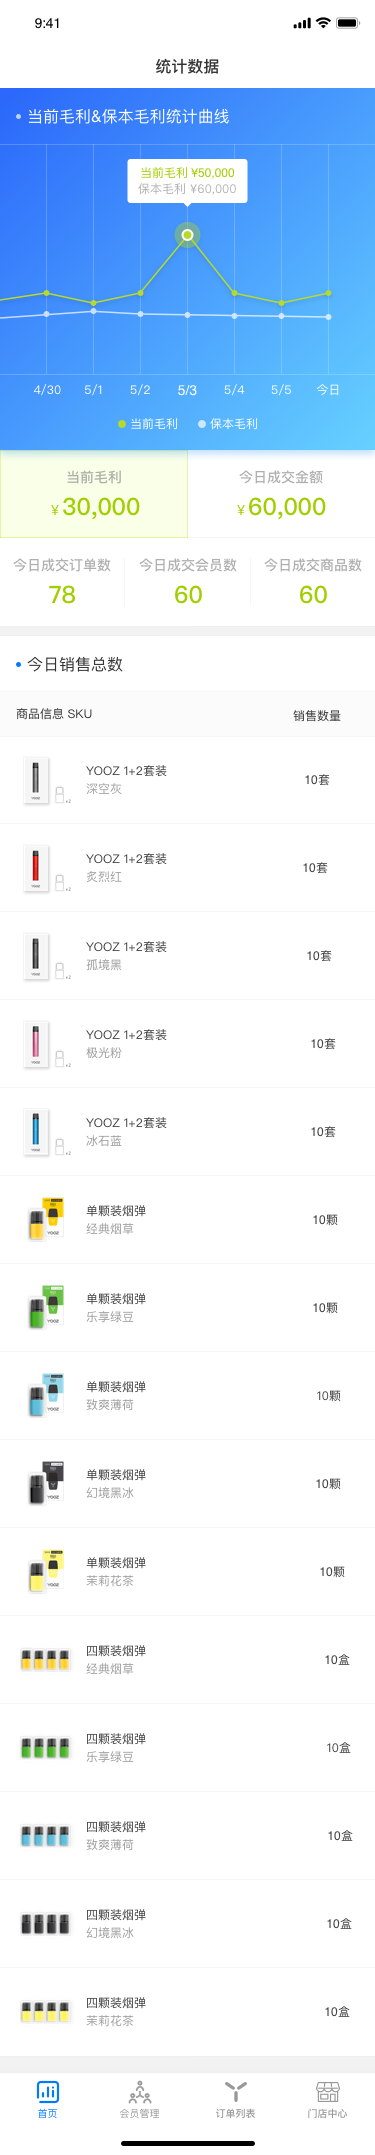 9:41
统计数据
当前毛利&保本毛利统计曲线
当前毛利 ¥50,000
保本毛利 ¥60,000
4/30 5/1 5/2 5/3 5/4 5/5 今日
当前毛利 保本毛利
当前毛利 今日成交金额
¥30,000 ¥60,000
今日成交订单数 今日成交会员数 今日成交商品数
78 60 60
今日销售总数
商品信息 SKU 销售数量
YOOZ 1+2套装
深空灰
10套
YOOZ
x2
YOOZ 1+2套装
炙烈红
10套
YOOZ
x2
YOOZ 1+2套装
孤境黑
10套
YOOZ
x2
YOOZ 1+2套装
极光粉
10套
YOOZ
x2
YOOZ 1+2套装
冰石蓝
10套
YOOZ
x2
单颗装烟弹
经典烟草
10颗
YOOZ
单颗装烟弹
乐享绿豆
10颗
YOOZ
单颗装烟弹
致爽薄荷
10颗
YOOZ
单颗装烟弹
幻境黑冰
10颗
YOOZ
单颗装烟弹
茉莉花茶
10颗
YOOZ
四颗装烟弹
经典烟草
10盒
四颗装烟弹
乐享绿豆
10盒
四颗装烟弹
致爽薄荷
10盒
四颗装烟弹
幻境黑冰
10盒
四颗装烟弹
茉莉花茶
10盒
首页 会员管理 订单列表 门店中心